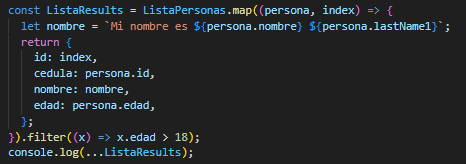 const ListaResults = ListaPersonas.map((persona, index) => {
  let nombre = `Mi nombre es ${persona.nombre} ${persona.lastName1}`;
  return {
    id: index,
    cedula: persona.id,
    nombre: nombre,
    edad: persona.edad,
  };
}).filter((x) => x.edad > 18);
console.log(...ListaResults);